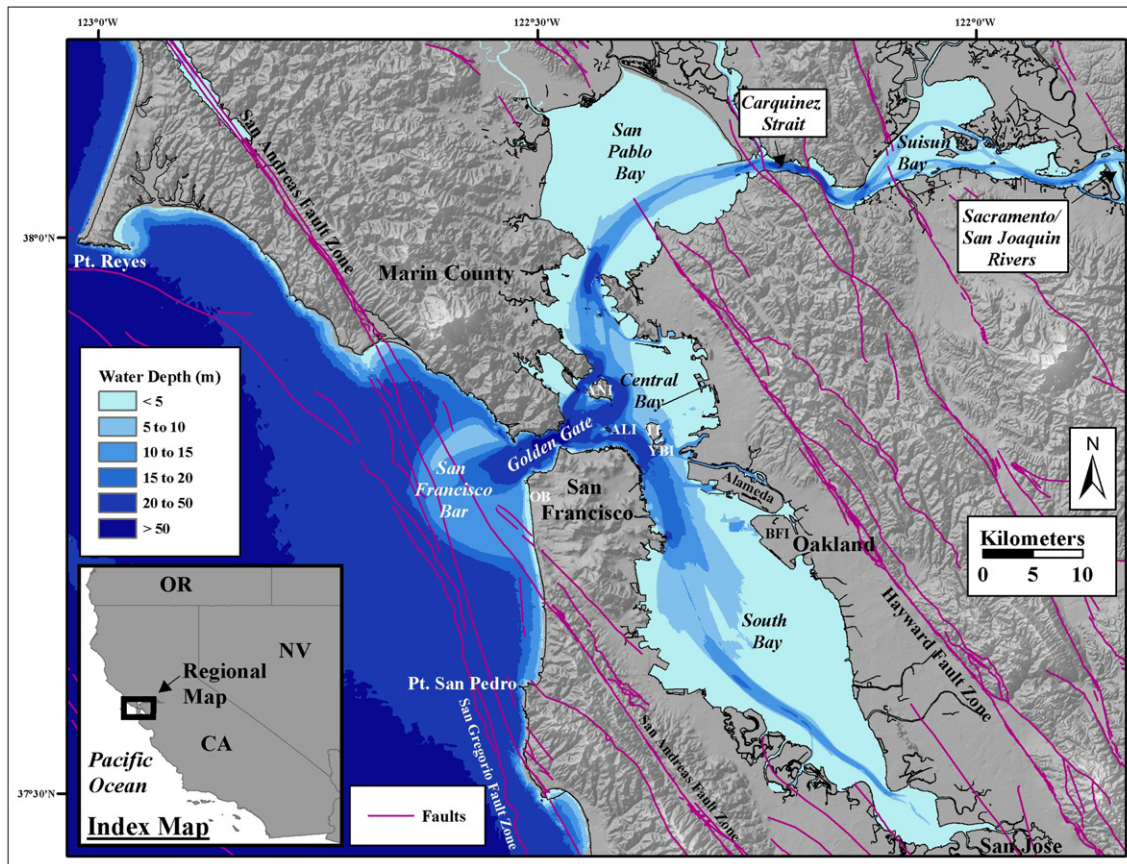 123°0'W
122°30'W
122°0'W
38°0'N
37°30'N
San Andreas Fault Zone
San
Pablo
Bay
Carquinez
Strait
Suisun
Bay
Sacramento/
San Joaquin
Rivers
Pt. Reyes
Marin County
Water Depth (m)
< 5
5 to 10
10 to 15
15 to 20
20 to 50
> 50
ANI
Central
Bay
ALI
TI
YBI
Golden Gate
San
Francisco
Bar
OB
San
Francisco
Alameda
BFI
Oakland
N
Kilometers
0 5 10
Hayward Fault Zone
South
Bay
Pt. San Pedro
San Gregorio Fault Zone
San Andreas Fault Zone
San Jose
OR
NV
Regional
Map
CA
Pacific
Ocean
Index Map
Faults